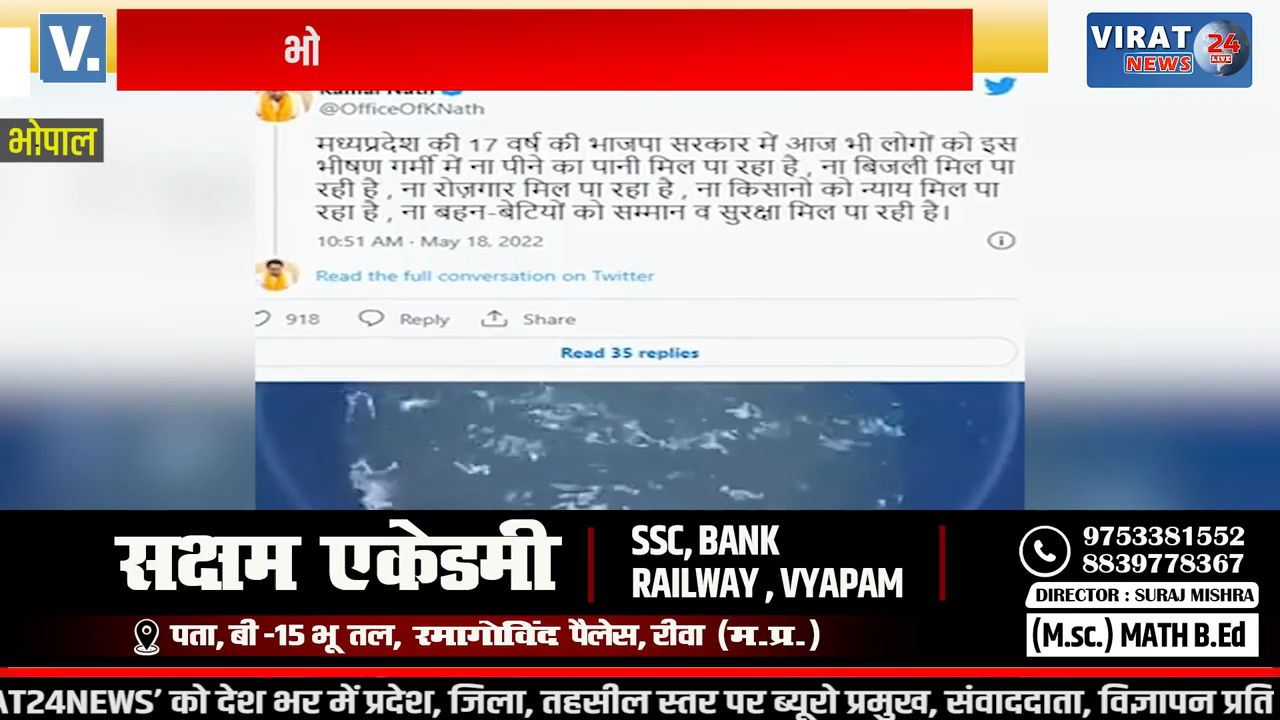 V.
भो
VIRAT
24
NEWS
LIVE
भोपाल
Kamal Nath
@OfficeOfKNath
मध्यप्रदेश की 17 वर्ष की भाजपा सरकार में आज भी लोगों को इस
भीषण गर्मी में ना पीने का पानी मिल पा रहा है , ना बिजली मिल पा
रही है , ना रोज़गार मिल पा रहा है , ना किसानो को न्याय मिल पा
रहा है , ना बहन-बेटियों को सम्मान व सुरक्षा मिल पा रही है।
10:51 AM · May 18, 2022
Read the full conversation on Twitter
918 Reply Share
Read 35 replies
सक्षम एकेडमी
SSC, BANK
RAILWAY , VYAPAM
9753381552
8839778367
DIRECTOR : SURAJ MISHRA
(M.sc.) MATH B.Ed
पता, बी -15 भू तल, रमागोविंद पैलेस, रीवा (म.प्र.)
AT24NEWS’ को देश भर में प्रदेश, जिला, तहसील स्तर पर ब्यूरो प्रमुख, संवाददाता, विज्ञापन प्रति